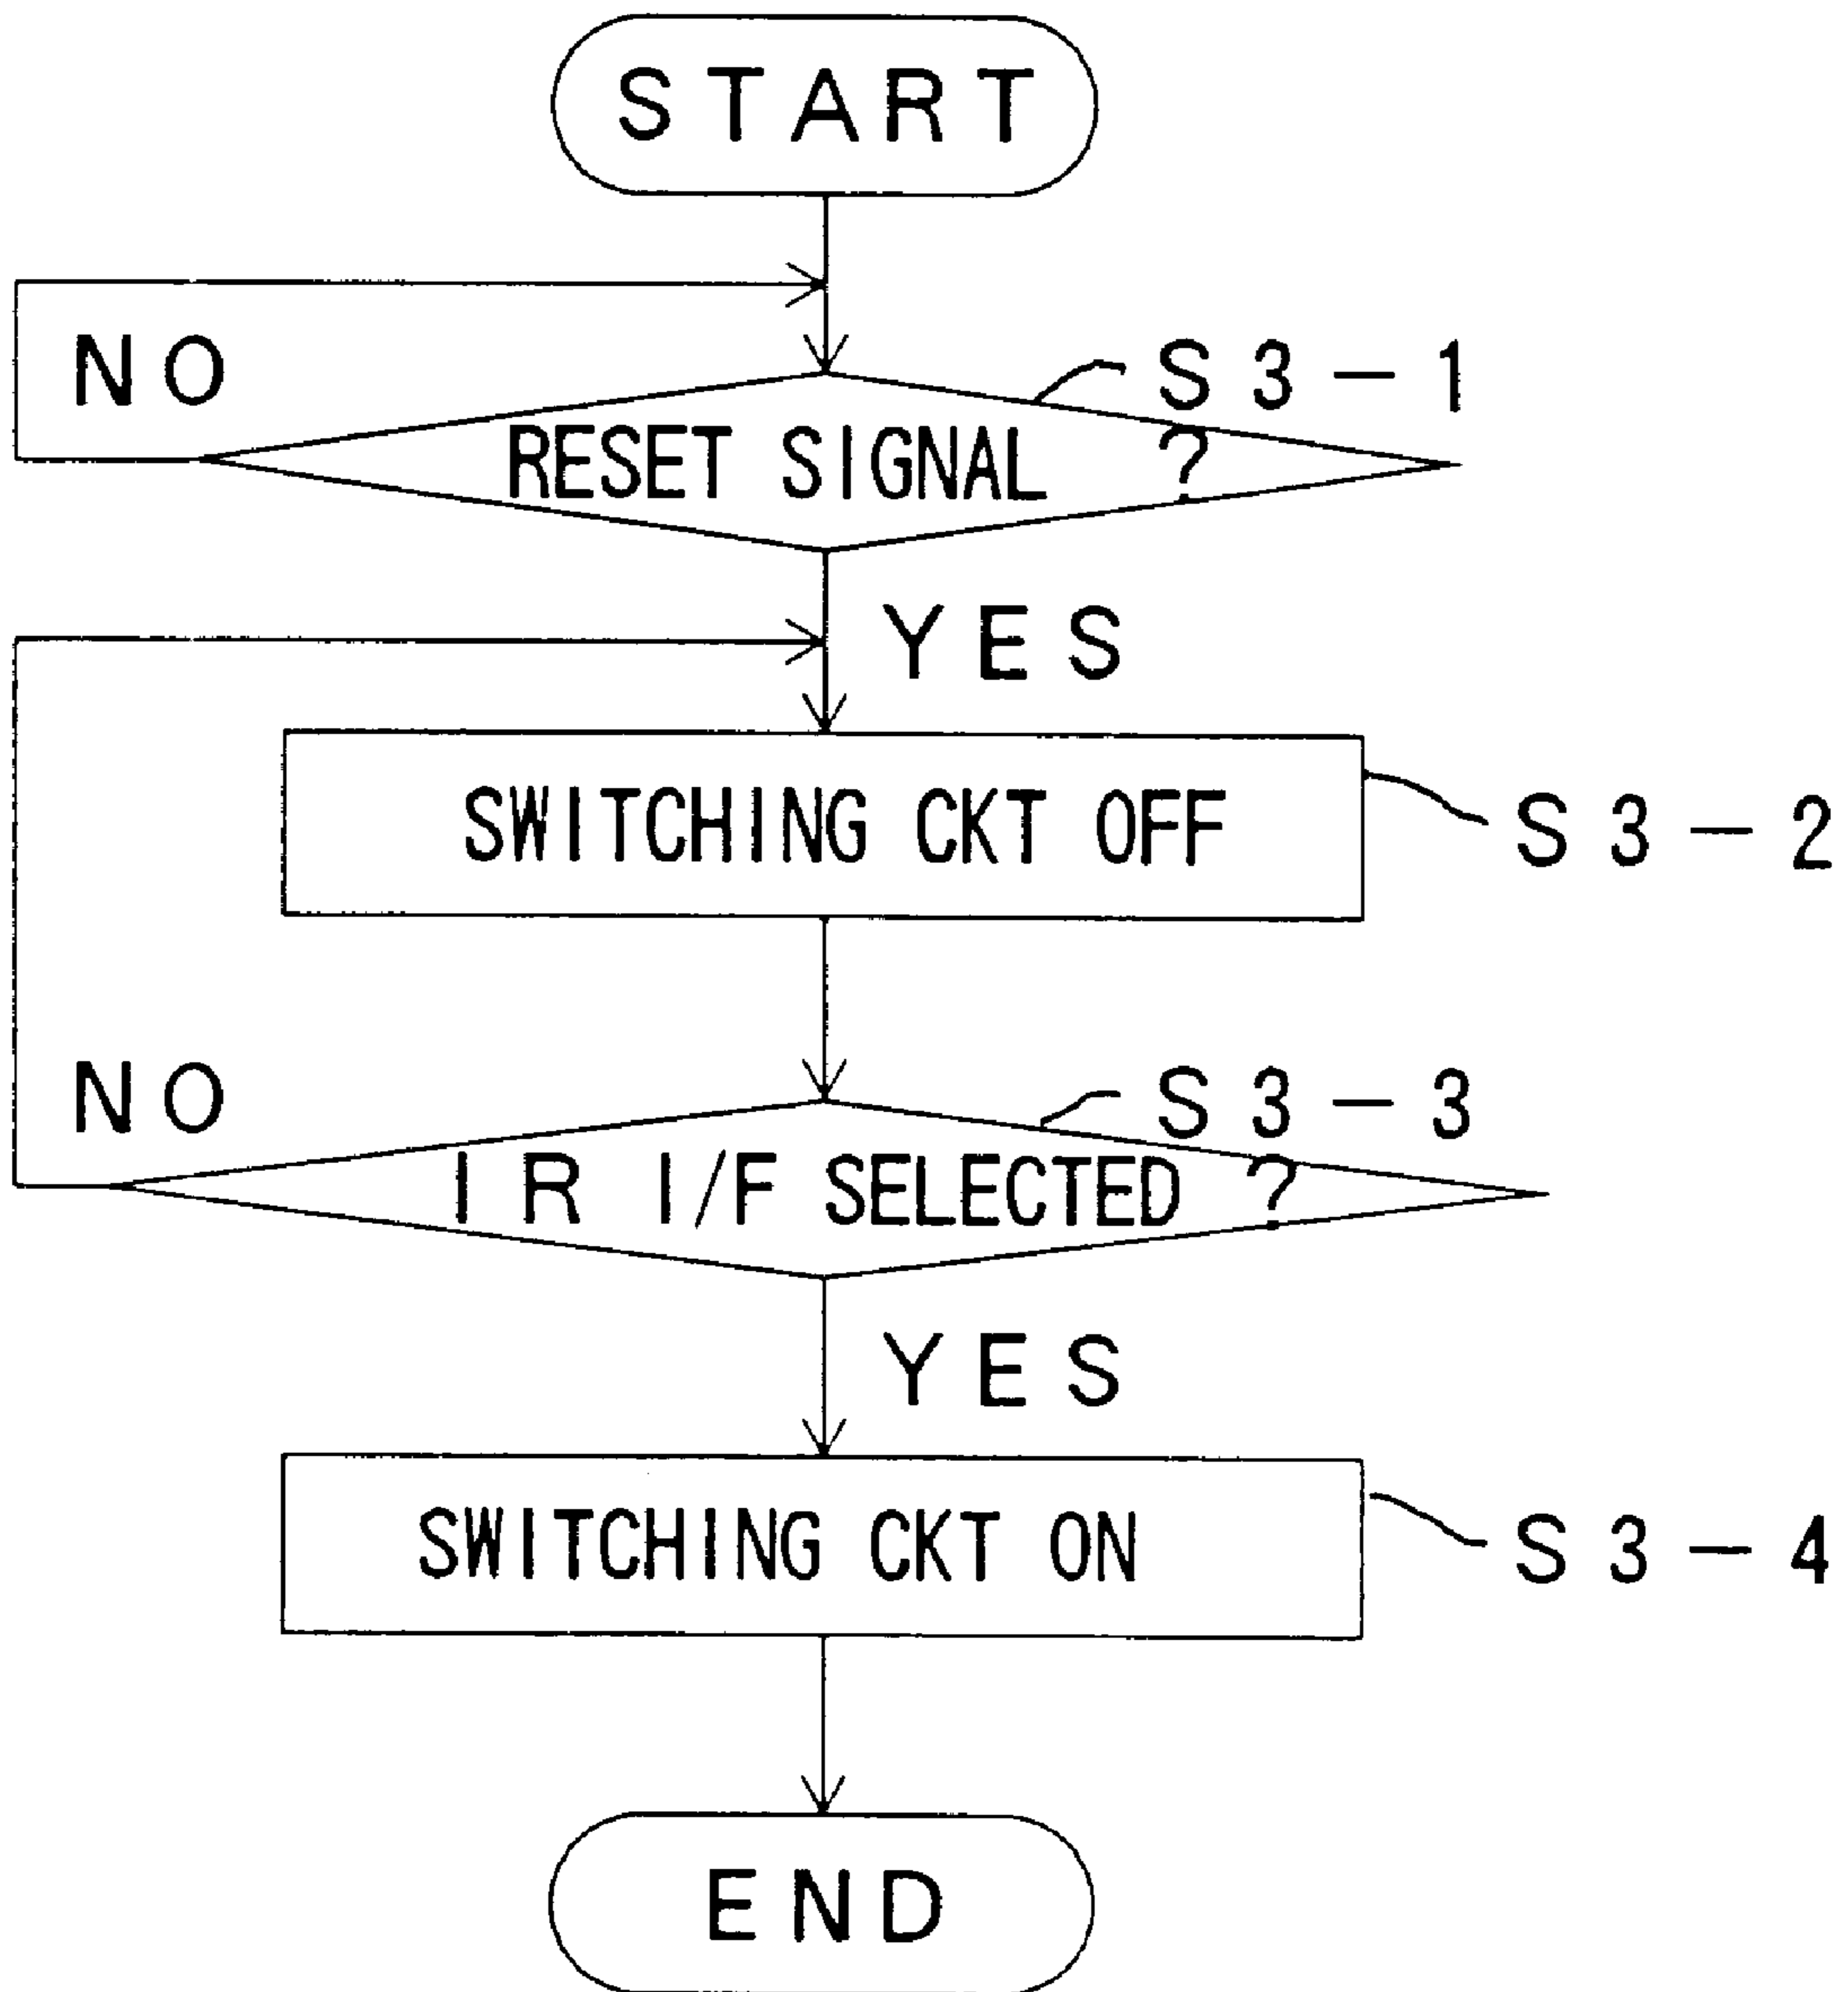 START
NO
S3-1
RESET SIGNAL ?
YES
SWITCHING CKT OFF
S3-2
NO
S3-3
IR I/F SELECTED ?
YES
SWITCHING CKT ON
S3-4
END